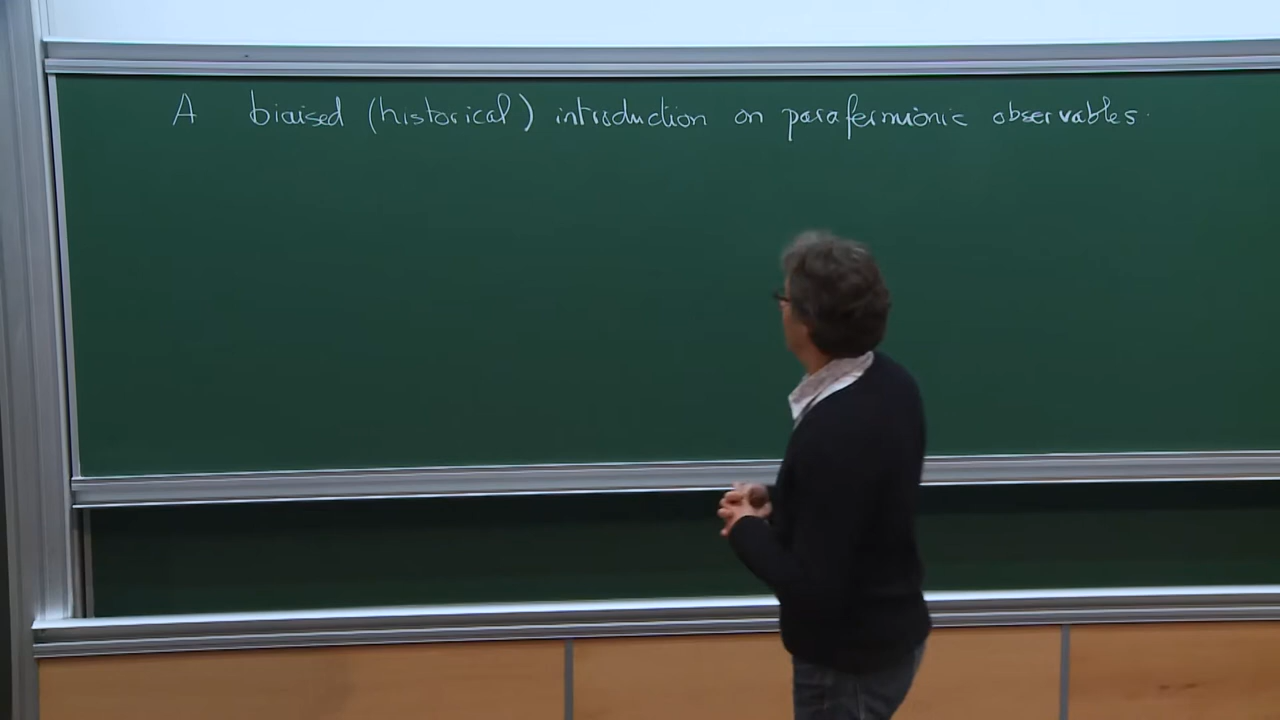 A biaised (historical) introduction on parafermionic observables.